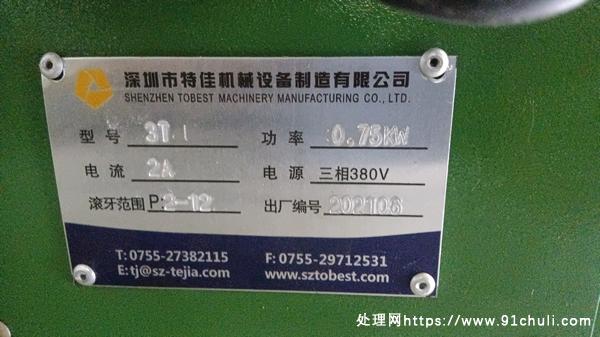 深圳市特佳机械设备制造有限公司
SHENZHEN TOBEST MACHINERY MANUFACTURING CO., LTD.
型号 3T.1 功率 0.75KW
电流 2A 电源 三相380V
滚牙范围 P2-12 出厂编号 202106
T:0755-27382115 F:0755-29712531
E:tj@sz-tejia.com www.sztobest.com
处理网https://www.91chuli.com